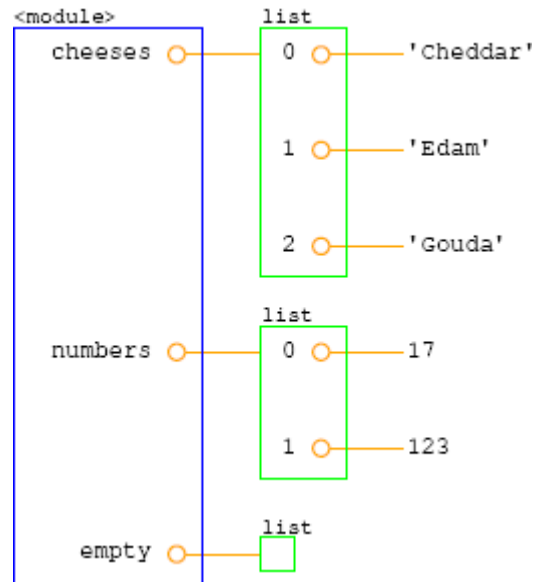 <module> list
cheeses 0 'Cheddar'
1 'Edam'
2 'Gouda'
list
numbers 0 17
1 123
list
empty